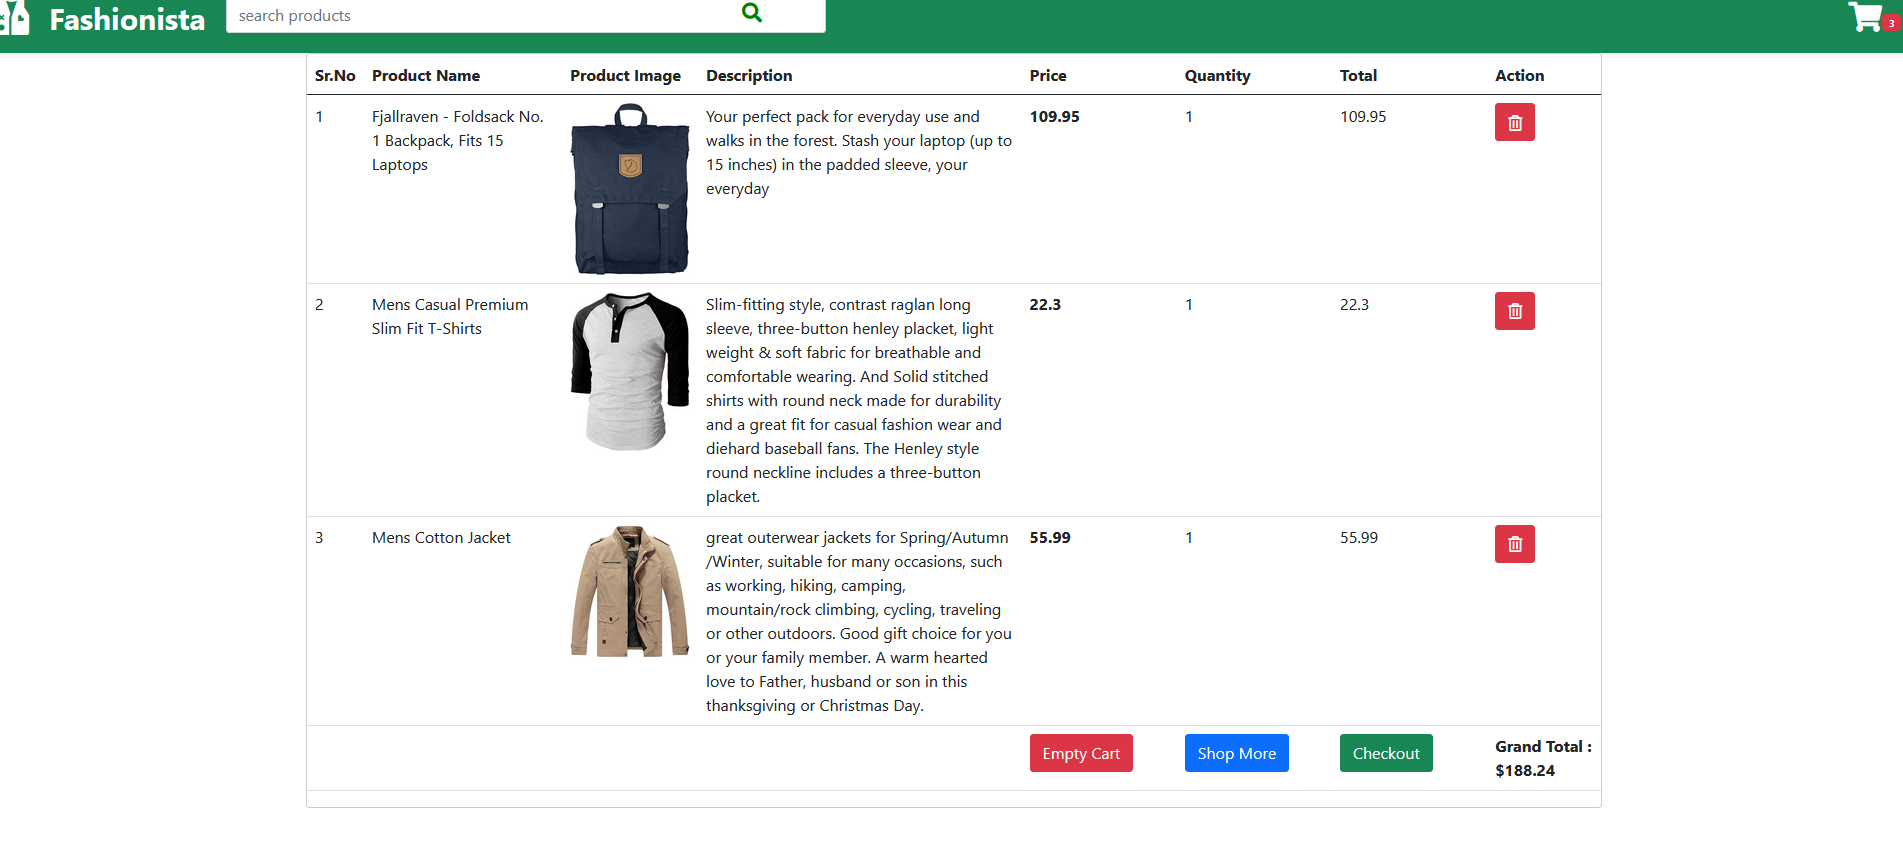 Fashionista
search products
3
Sr.No Product Name Product Image Description Price Quantity Total Action
1 Fjallraven - Foldsack No. Your perfect pack for everyday use and 109.95 1 109.95
1 Backpack, Fits 15 walks in the forest. Stash your laptop (up to
Laptops 15 inches) in the padded sleeve, your
everyday
2 Mens Casual Premium Slim-fitting style, contrast raglan long 22.3 1 22.3
Slim Fit T-Shirts sleeve, three-button henley placket, light
weight & soft fabric for breathable and
comfortable wearing. And Solid stitched
shirts with round neck made for durability
and a great fit for casual fashion wear and
diehard baseball fans. The Henley style
round neckline includes a three-button
placket.
3 Mens Cotton Jacket great outerwear jackets for Spring/Autumn 55.99 1 55.99
/Winter, suitable for many occasions, such
as working, hiking, camping,
mountain/rock climbing, cycling, traveling
or other outdoors. Good gift choice for you
or your family member. A warm hearted
love to Father, husband or son in this
thanksgiving or Christmas Day.
Empty Cart Shop More Checkout Grand Total :
$188.24